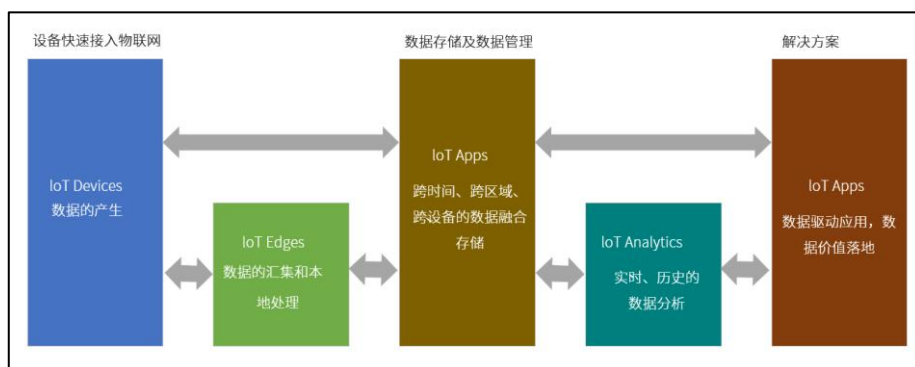 设备快速接入物联网
数据存储及数据管理
解决方案
IoT Devices
数据的产生
IoT Edges
数据的汇集和本
地处理
IoT Apps
跨时间、跨区域、
跨设备的数据融合
存储
IoT Analytics
实时、历史的
数据分析
IoT Apps
数据驱动应用，数
据价值落地